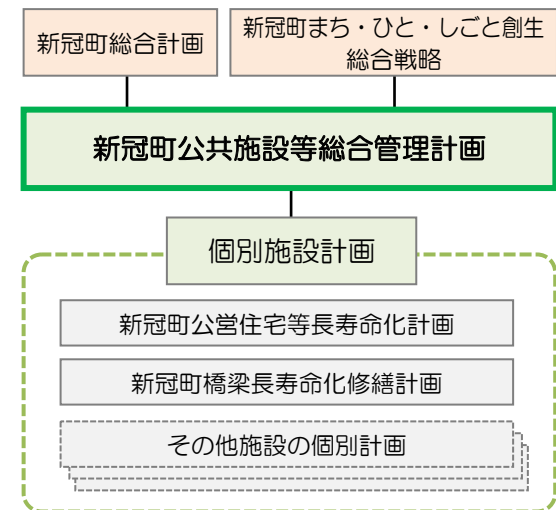 新冠町総合計画
新冠町まち・ひと・しごと創生
総合戦略
新冠町公共施設等総合管理計画
個別施設計画
新冠町公営住宅等長寿命化計画
新冠町橋梁長寿命化修繕計画
その他施設の個別計画